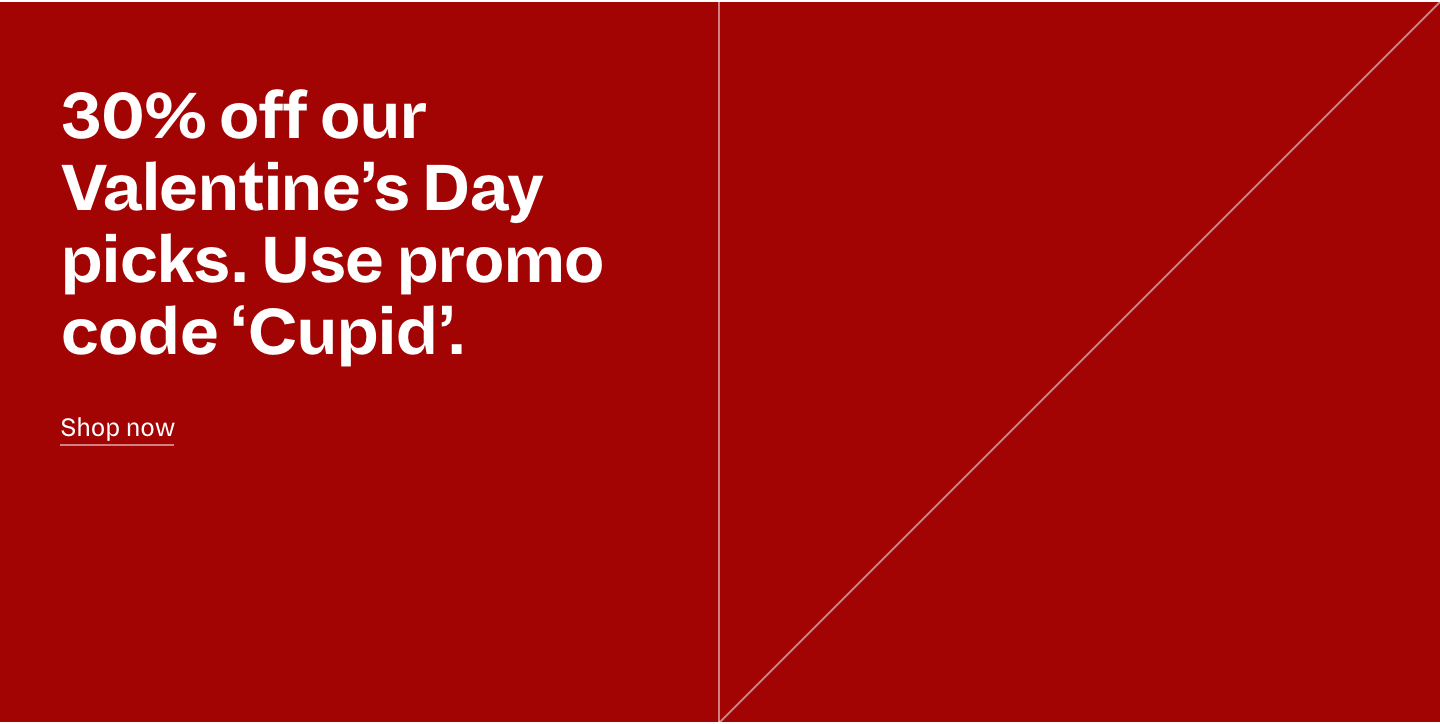 30% off our
Valentine’s Day
picks. Use promo
code ‘Cupid’.
Shop now